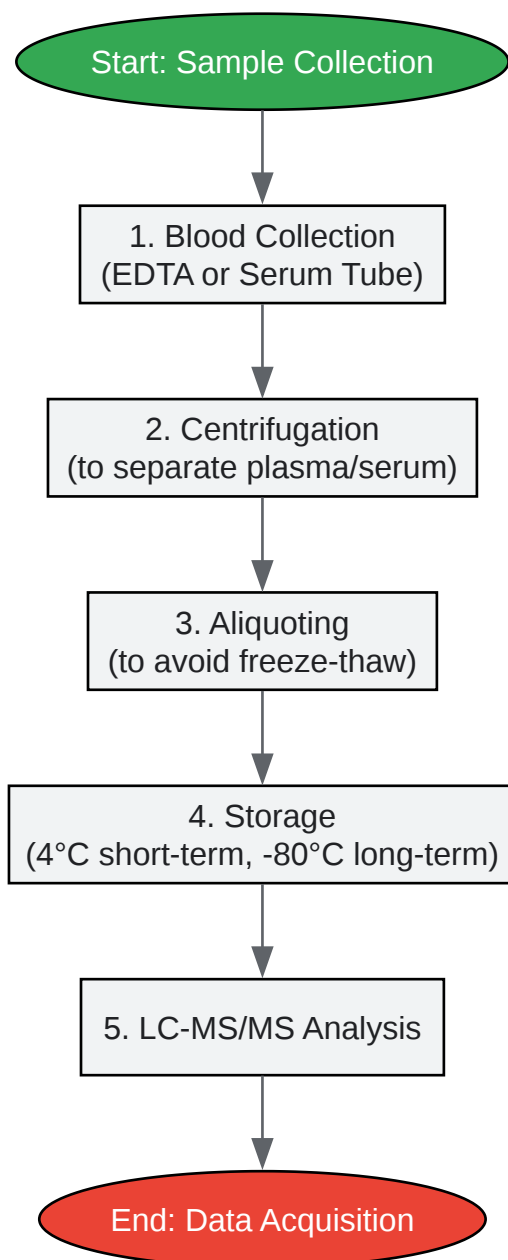 Start: Sample Collection
1. Blood Collection
(EDTA or Serum Tube)
2. Centrifugation
(to separate plasma/serum)
3. Aliquoting
(to avoid freeze-thaw)
4. Storage
(4°C short-term, -80°C long-term)
5. LC-MS/MS Analysis
End: Data Acquisition